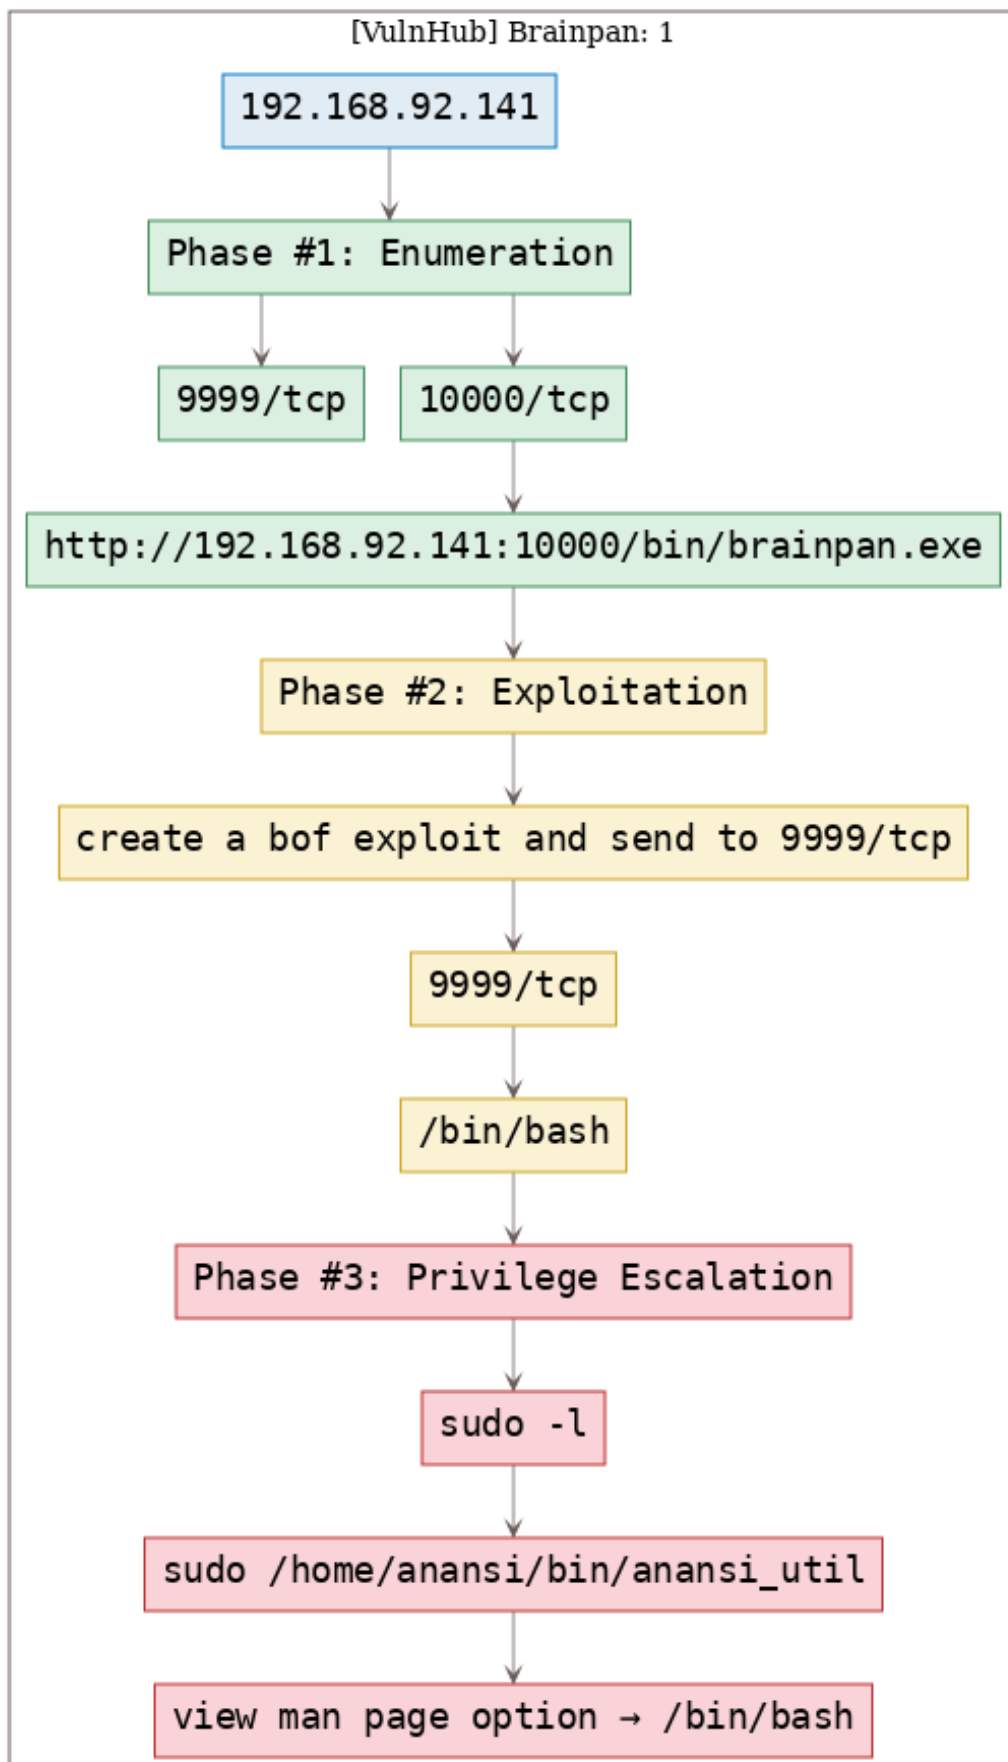 [VulnHub] Brainpan: 1
192.168.92.141
Phase #1: Enumeration
9999/tcp
10000/tcp
http://192.168.92.141:10000/bin/brainpan.exe
Phase #2: Exploitation
create a bof exploit and send to 9999/tcp
9999/tcp
/bin/bash
Phase #3: Privilege Escalation
sudo -l
sudo /home/anansi/bin/anansi_util
view man page option → /bin/bash